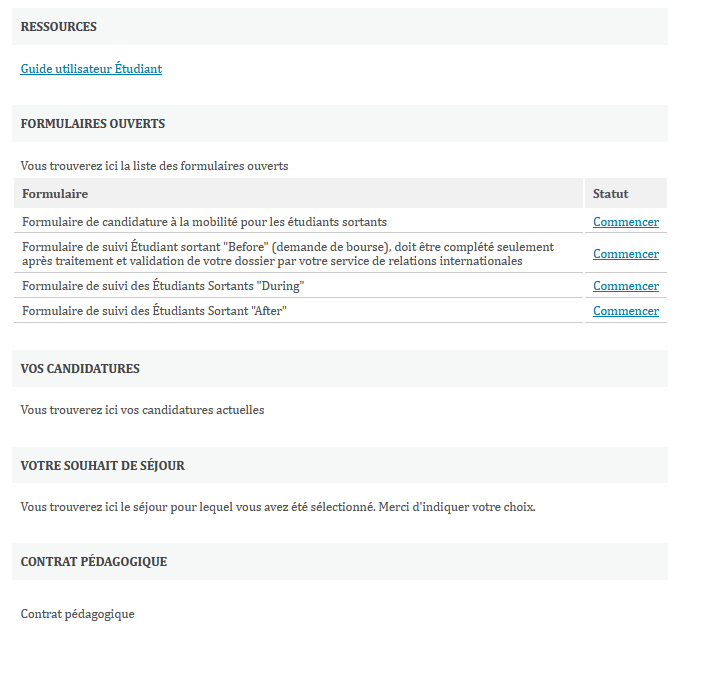 RESSOURCES
Guide utilisateur Étudiant
FORMULAIRES OUVERTS
Vous trouverez ici la liste des formulaires ouverts
Formulaire Statut
Formulaire de candidature à la mobilité pour les étudiants sortants Commencer
Formulaire de suivi Étudiant sortant "Before" (demande de bourse), doit être complété seulement
après traitement et validation de votre dossier par votre service de relations internationales Commencer
Formulaire de suivi des Étudiants Sortants "During" Commencer
Formulaire de suivi des Étudiants Sortant "After" Commencer
VOS CANDIDATURES
Vous trouverez ici vos candidatures actuelles
VOTRE SOUHAIT DE SÉJOUR
Vous trouverez ici le séjour pour lequel vous avez été sélectionné. Merci d'indiquer votre choix.
CONTRAT PÉDAGOGIQUE
Contrat pédagogique